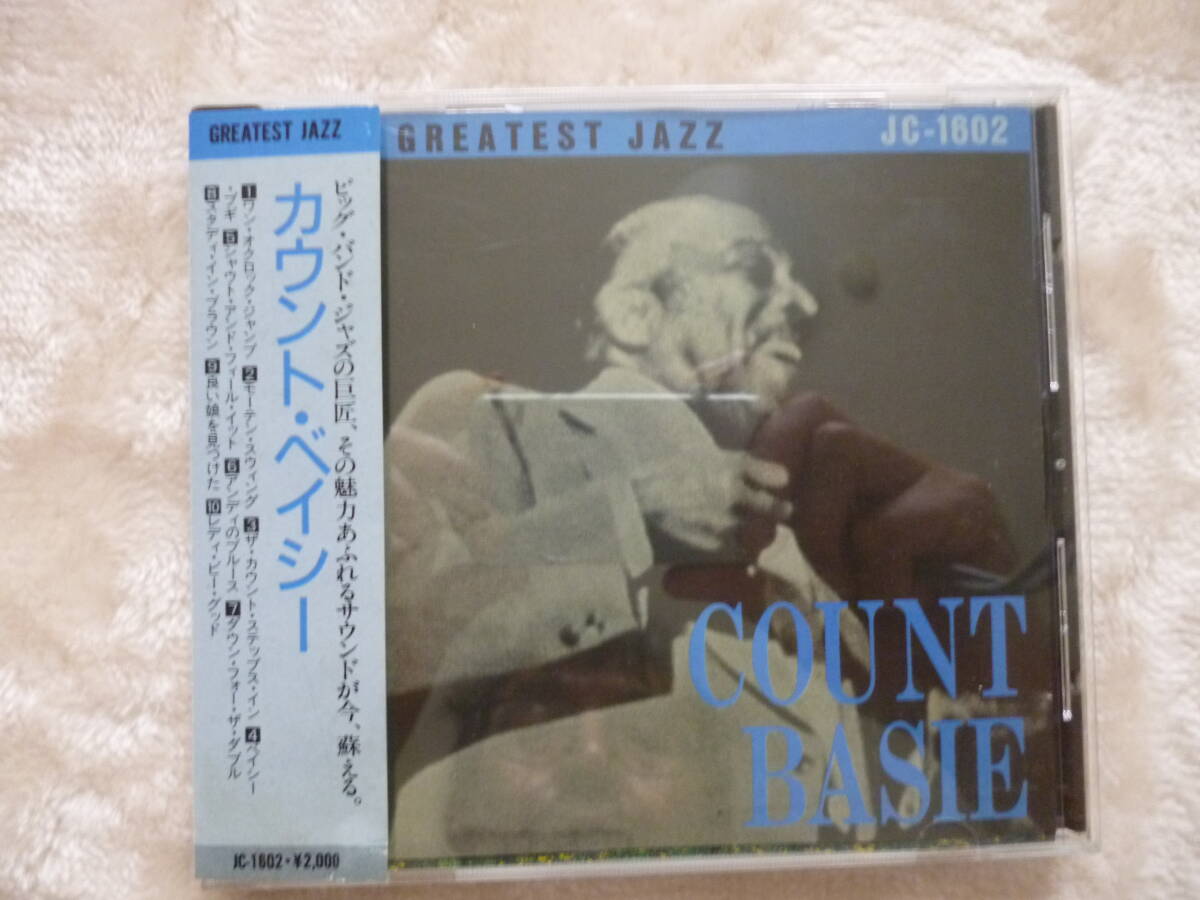 GREATEST JAZZ
カウント・ベイシー
ビッグ・バンド・ジャズの巨匠、その魅力あふれるサウンドが今、蘇える。
1 ワン・オクロック・ジャンプ 2 モーテン・スウィング 3 ザ・カウント・ステップス・イン 4 ベイシー
・ブギ 5 シャウト・アンド・フィール・イット 6 アンディのブルース 7 ダウン・フォー・ザ・ダブル
8 スタディ・イン・ブラウン 9 良い娘を見つけた 10 レディ・ビー・グッド
JC-1602・¥2,000
GREATEST JAZZ JC-1602
COUNT
BASIE